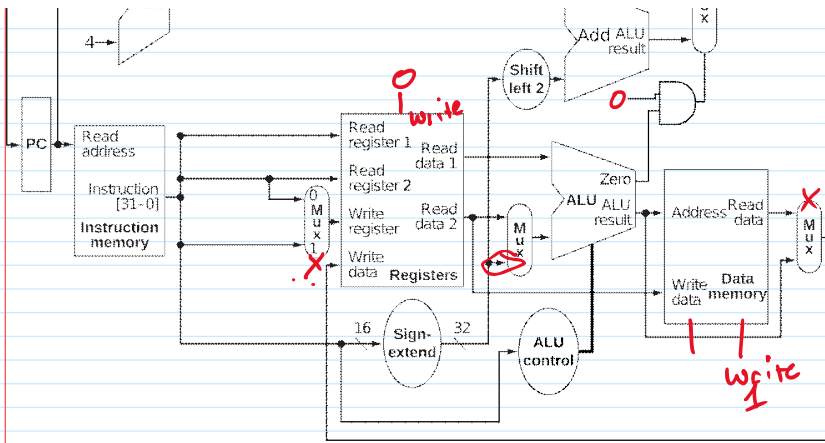 4
PC
Read
address
Instruction
[31-0]
Instruction
memory
0
M
u
x
1
X
0
write
Read
register 1
Read
register 2
Write
register
Write
data
Read
data 1
Read
data 2
Registers
16
Sign-
extend
32
Shift
left 2
Add ALU
result
x
0
M
u
x
Zero
ALU ALU
result
ALU
control
Address
Read
data
Write
data
Data
memory
write
1
X
M
u
x